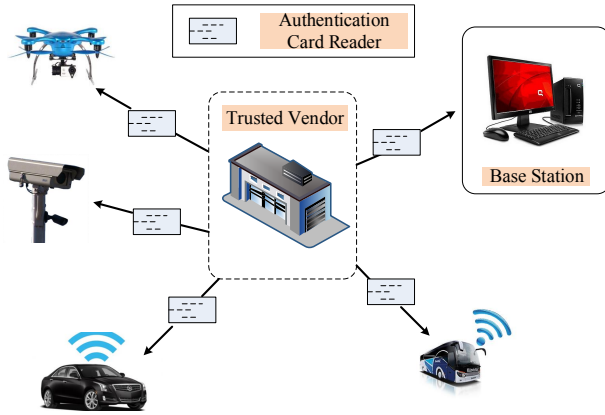 Authentication
Card Reader
Trusted Vendor
Base Station